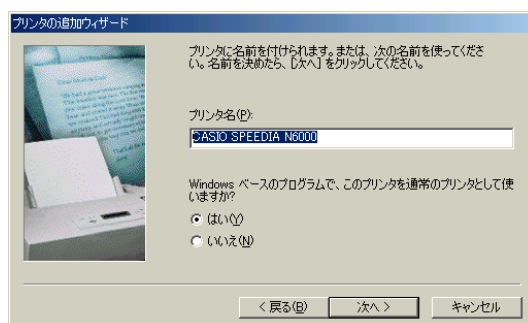 プリンタの追加ウィザード
プリンタに名前を付けられます。または、次の名前を使ってくださ
い。名前を決めたら、[次へ] をクリックしてください。
プリンタ名(P):
CASIO SPEEDIA N6000
Windows ベースのプログラムで、このプリンタを通常のプリンタとして使
いますか?
はい(Y)
いいえ(N)
< 戻る(B)
次へ >
キャンセル